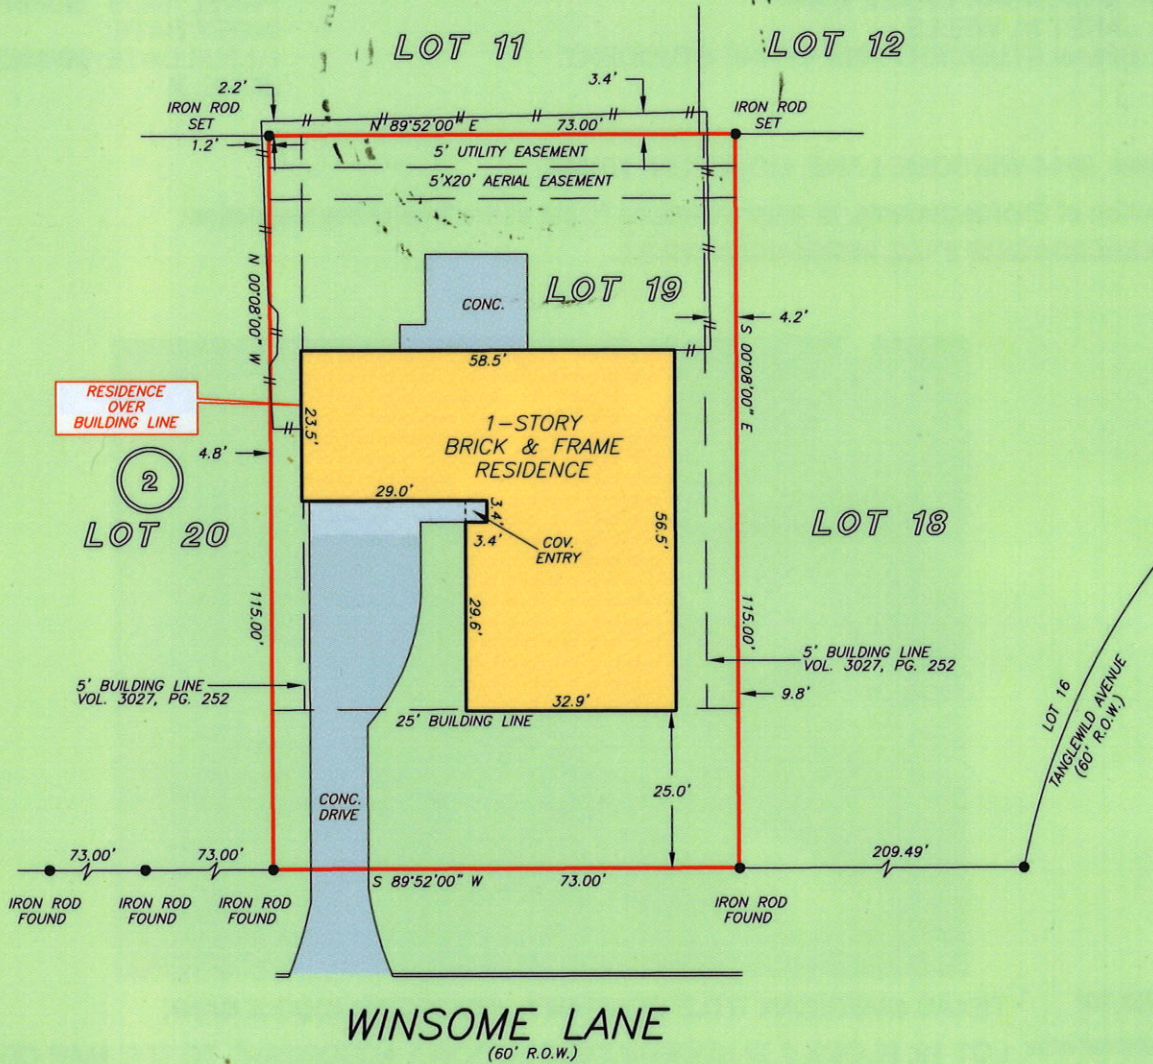 LOT 11
LOT 12
2.2'
3.4'
IRON ROD
SET
IRON ROD
SET
N 89°52'00" E 73.00'
1.2'
5' UTILITY EASEMENT
5'X20' AERIAL EASEMENT
N 00°08'00" W
LOT 19
CONC.
4.2'
S 00°08'00" E
58.5'
RESIDENCE
OVER
BUILDING LINE
23.5'
1-STORY
BRICK & FRAME
RESIDENCE
4.8'
2
29.0'
3.4'
3.4'
COV.
ENTRY
56.5'
LOT 20
LOT 18
115.00'
29.6'
115.00'
5' BUILDING LINE
VOL. 3027, PG. 252
5' BUILDING LINE
VOL. 3027, PG. 252
9.8'
32.9'
25' BUILDING LINE
LOT 16
TANGLEWILD AVENUE
(60' R.O.W.)
25.0'
CONC.
DRIVE
73.00'
73.00'
209.49'
S 89°52'00" W 73.00'
IRON ROD
FOUND
IRON ROD
FOUND
IRON ROD
FOUND
IRON ROD
FOUND
WINSOME LANE
(60' R.O.W.)